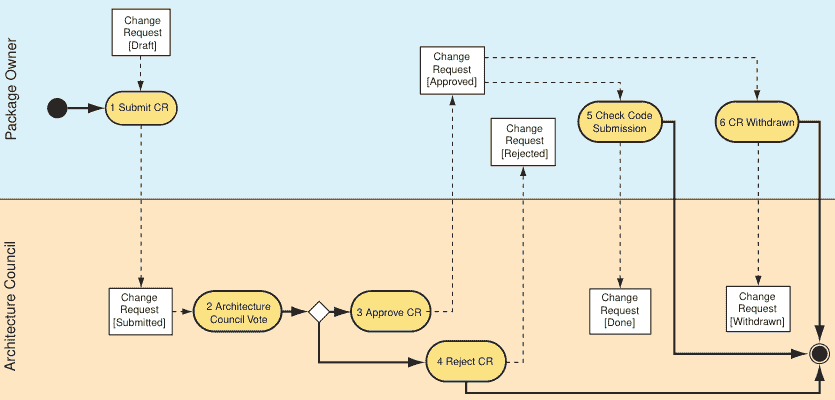 Package Owner
Change
Request
[Draft]
1 Submit CR
Change
Request
[Approved]
Change
Request
[Rejected]
5 Check Code
Submission
6 CR Withdrawn
Architecture Council
Change
Request
[Submitted]
2 Architecture
Council Vote
3 Approve CR
4 Reject CR
Change
Request
[Done]
Change
Request
[Withdrawn]